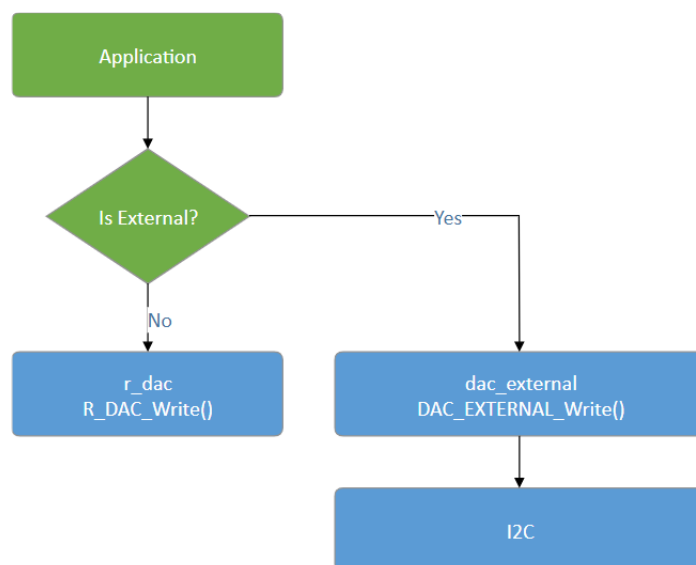 Application
Is External?
Yes
No
r_dac
R_DAC_Write()
dac_external
DAC_EXTERNAL_Write()
I2C